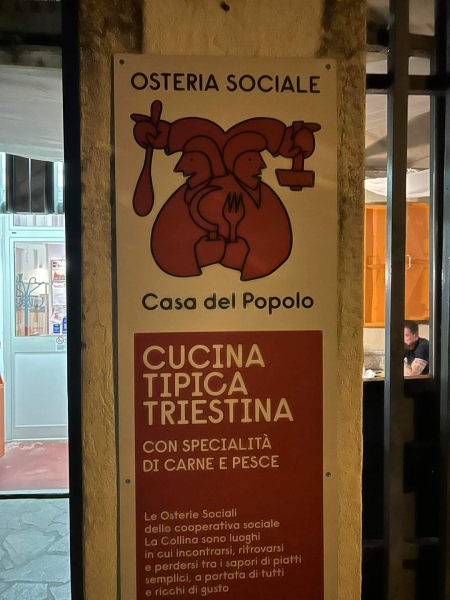 OSTERIA SOCIALE
Casa del Popolo
CUCINA
TIPICA
TRIESTINA
CON SPECIALITÀ
DI CARNE E PESCE
Le Osterie Sociali
della cooperativa sociale
La Collina sono luoghi
in cui incontrarsi, ritrovarsi
e perdersi tra i sapori di piatti
semplici, a portata di tutti
e ricchi di gusto